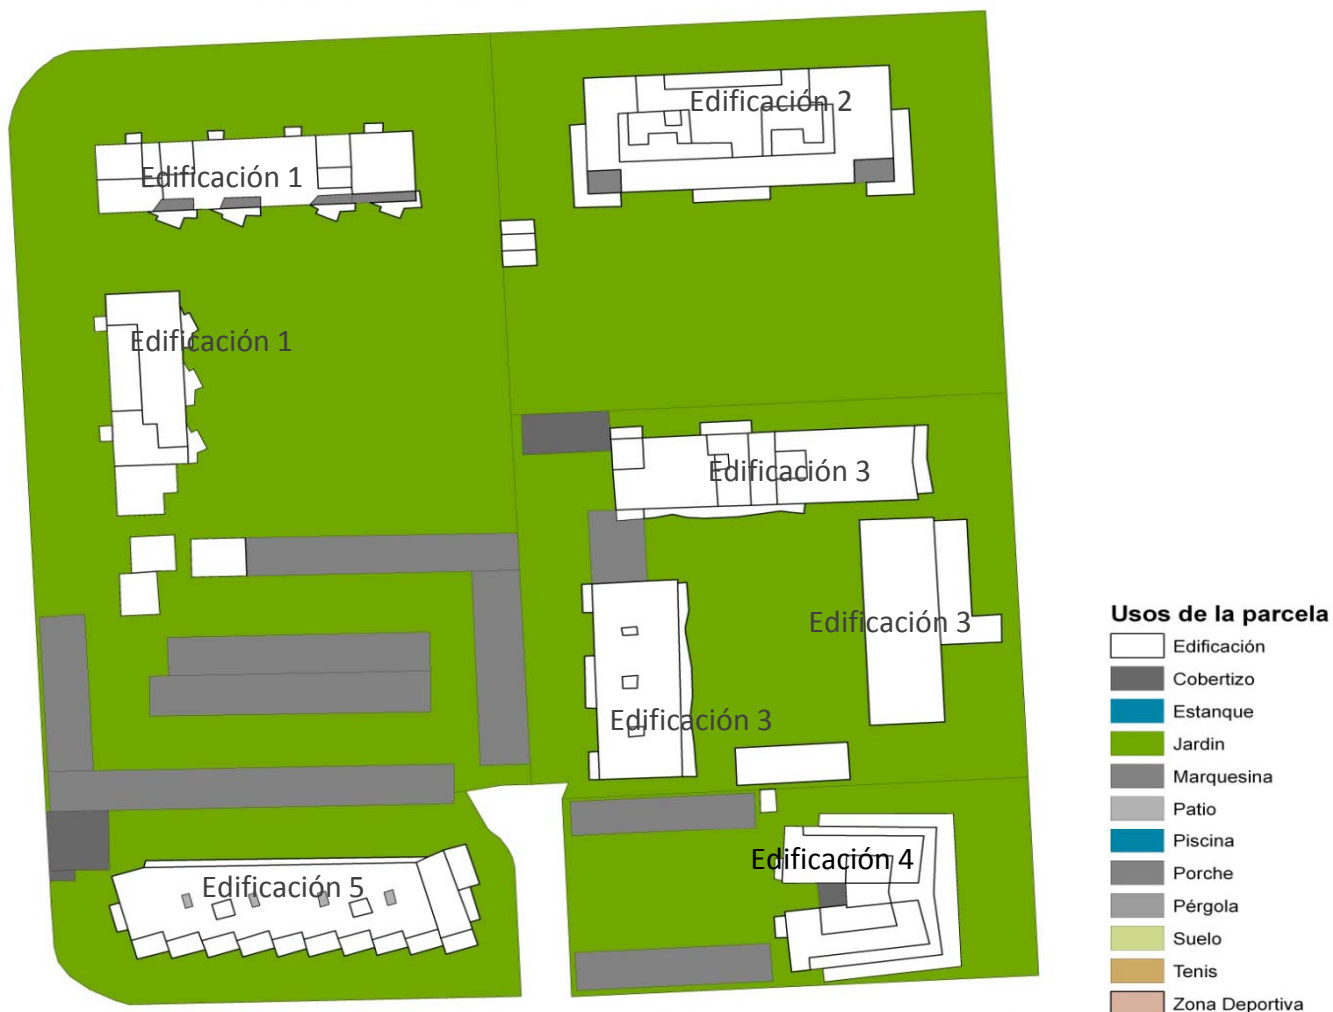 Edificación 2
Edificación 1
Edificación 1
Edificación 3
Edificación 3
Edificación 3
Edificación 4
Edificación 5
Usos de la parcela
Edificación
Cobertizo
Estanque
Jardin
Marquesina
Patio
Piscina
Porche
Pérgola
Suelo
Tenis
Zona Deportiva